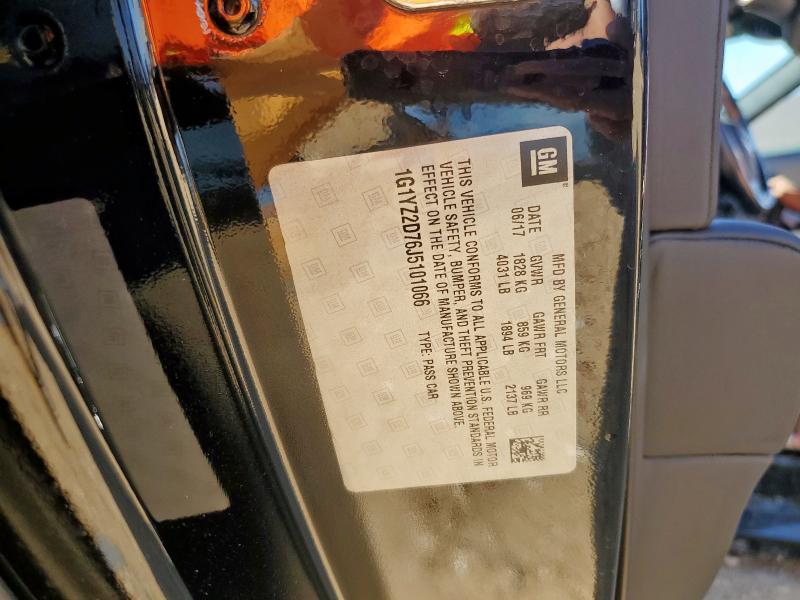 GM
MFD BY GENERAL MOTORS LLC
DATE GVWR GAWR FRT GAWR RR
06/17 1828 KG 859 KG 969 KG
4031 LB 1894 LB 2137 LB
THIS VEHICLE CONFORMS TO ALL APPLICABLE U.S. FEDERAL MOTOR
VEHICLE SAFETY, BUMPER, AND THEFT PREVENTION STANDARDS IN
EFFECT ON THE DATE OF MANUFACTURE SHOWN ABOVE.
1G1YZ2D76J5101066 TYPE: PASS CAR